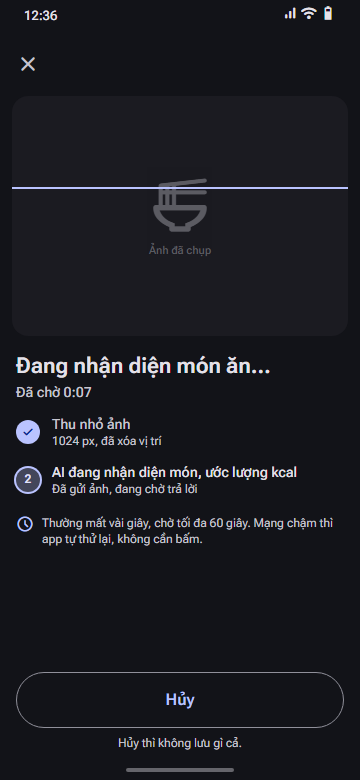 12:36
Ảnh đã chụp
Đang nhận diện món ăn...
Đã chờ 0:07
Thu nhỏ ảnh
1024 px, đã xóa vị trí
2
AI đang nhận diện món, ước lượng kcal
Đã gửi ảnh, đang chờ trả lời
Thường mất vài giây, chờ tối đa 60 giây. Mạng chậm thì
app tự thử lại, không cần bấm.
Hủy
Hủy thì không lưu gì cả.